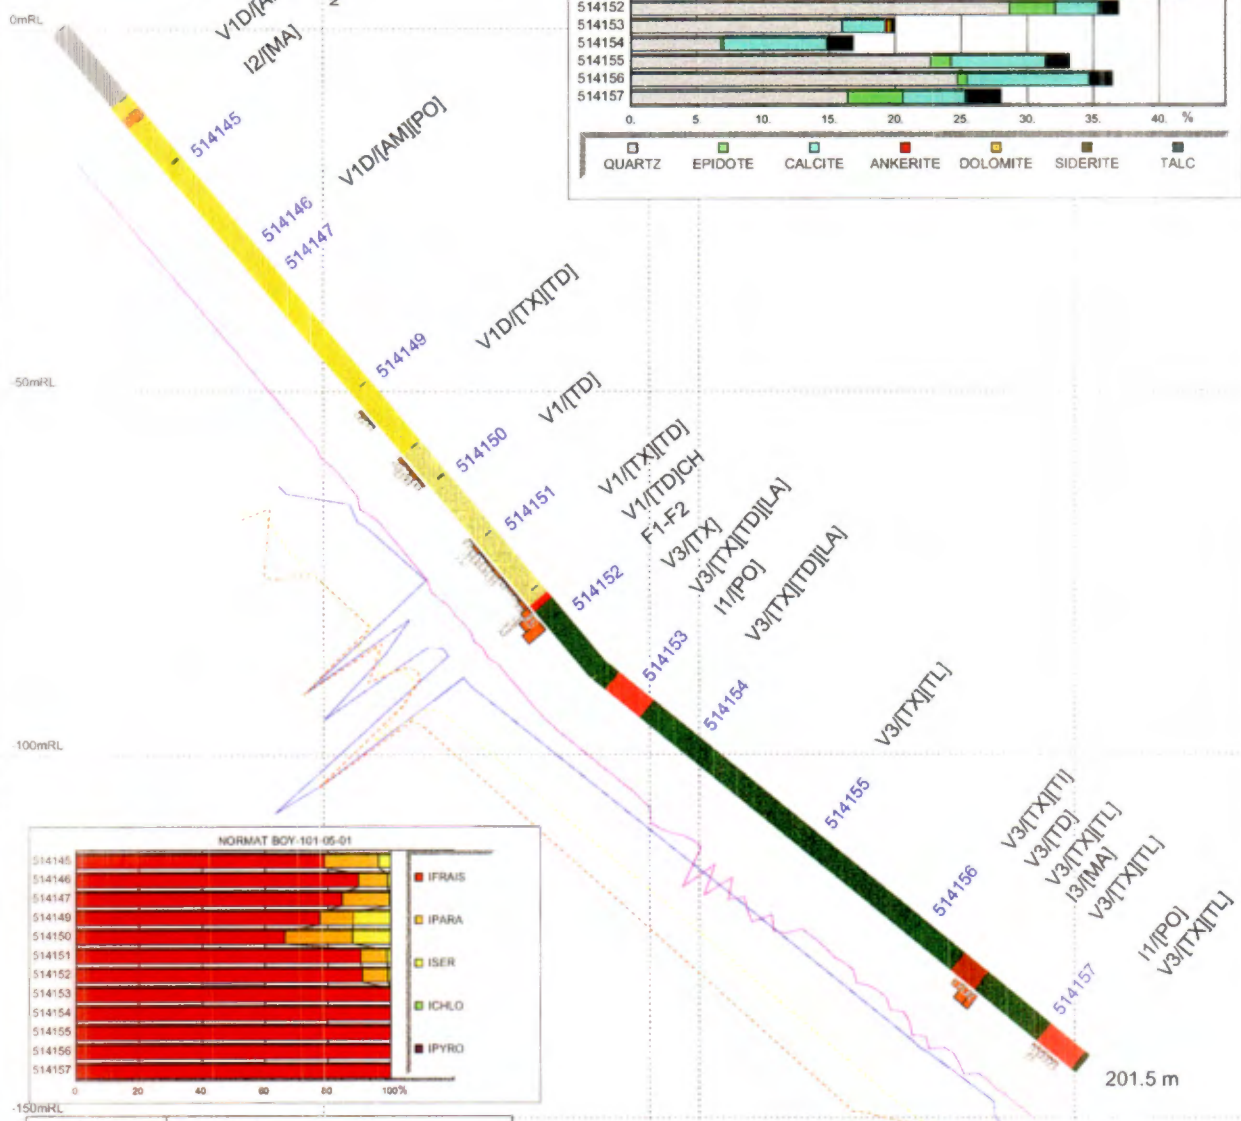 0mRL
2
V1D/[A
I2/[MA]
514145
V1D/[AM][PO]
514146
514147
V1D/[TX][TD]
514149
-50mRL
V1/[TD]
514150
V1/[TX][TD]
V1/[TD]CH
F1-F2
514151
V3/[TX]
V3/[TX][TD][LA]
I1/[PO]
514152
V3/[TX][TD][LA]
514153
514154
V3/[TX][TL]
-100mRL
514155
V3/[TX][TI]
V3/[TD]
V3/[TX][TL]
I3/[MA]
V3/[TX][TL]
514156
I1/[PO]
V3/[TX][TL]
514157
201.5 m
-150mRL
514152
514153
514154
514155
514156
514157
0. 5. 10. 15. 20. 25. 30. 35. 40. %
QUARTZ EPIDOTE CALCITE ANKERITE DOLOMITE SIDERITE TALC
NORMAT BOY-101-05-01
514145
514146
514147
514149
514150
514151
514152
514153
514154
514155
514156
514157
0 20 40 60 80 100%
IFRAIS
IPARA
ISER
ICHLO
IPYRO